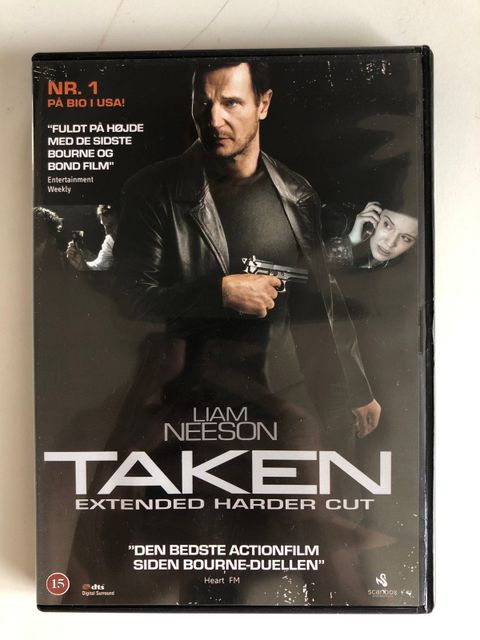 NR. 1
PÅ BIO I USA!
"FULDT PÅ HØJDE
MED DE SIDSTE
BOURNE OG
BOND FILM"
Entertainment
Weekly
LIAM
NEESON
TAKEN
EXTENDED HARDER CUT
"DEN BEDSTE ACTIONFILM
SIDEN BOURNE-DUELLEN"
Heart FM
15
dts
Digital Surround
scanbox